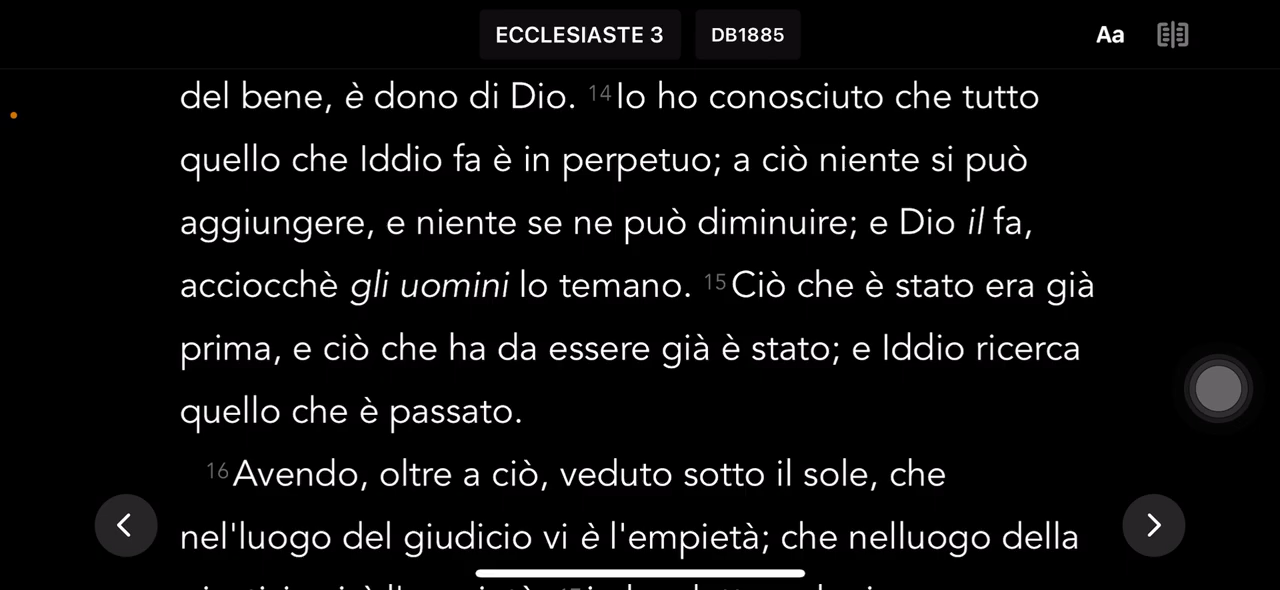 ECCLESIASTE 3 DB1885 Aa
del bene, è dono di Dio. 14 Io ho conosciuto che tutto
quello che Iddio fa è in perpetuo; a ciò niente si può
aggiungere, e niente se ne può diminuire; e Dio il fa,
acciocchè gli uomini lo temano. 15 Ciò che è stato era già
prima, e ciò che ha da essere già è stato; e Iddio ricerca
quello che è passato.
16 Avendo, oltre a ciò, veduto sotto il sole, che
nel'luogo del giudicio vi è l'empietà; che nelluogo della